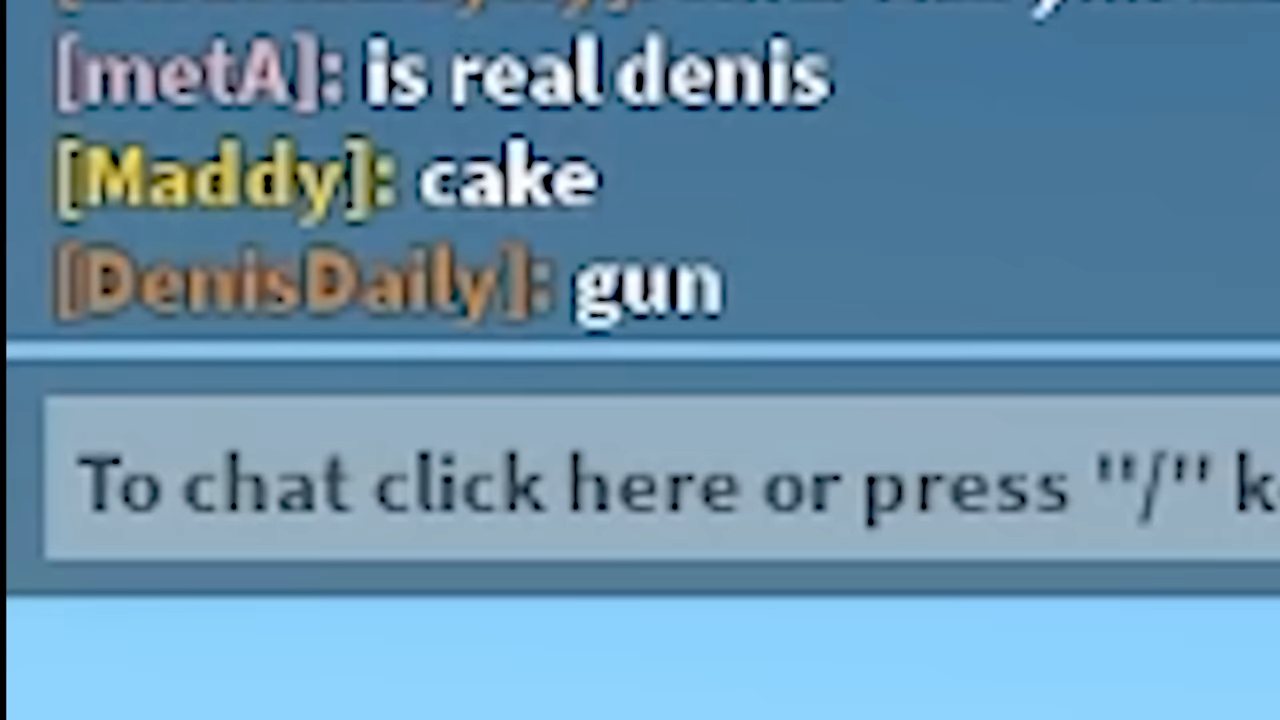 [metA]: is real denis
[Maddy]: cake
[DenisDaily]: gun
To chat click here or press "/" k